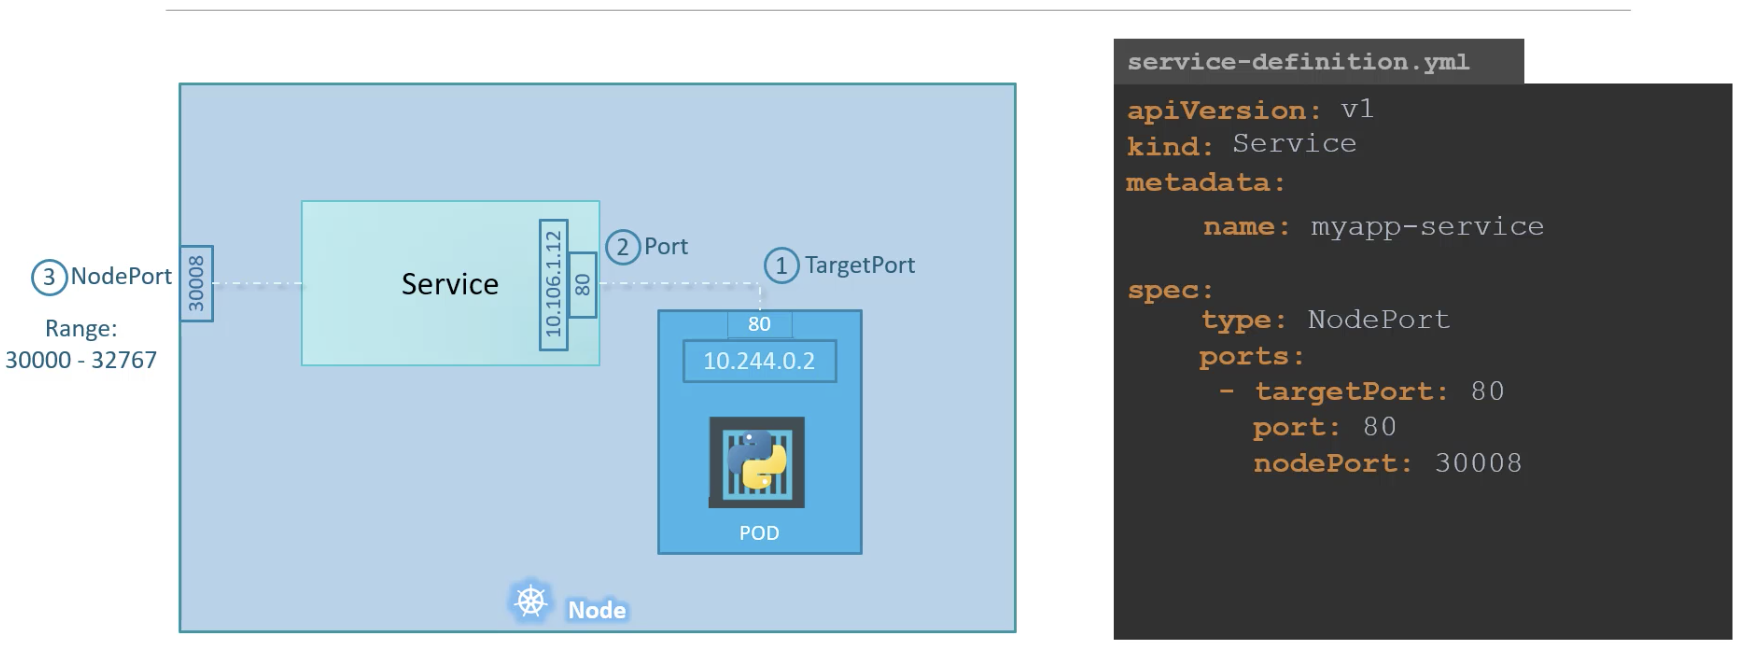 3 NodePort
Range:
30000 - 32767
30008
Service
10.106.1.12
80
2 Port
1 TargetPort
80
10.244.0.2
POD
Node
service-definition.yml
apiVersion: v1
kind: Service
metadata:
name: myapp-service
spec:
type: NodePort
ports:
- targetPort: 80
port: 80
nodePort: 30008